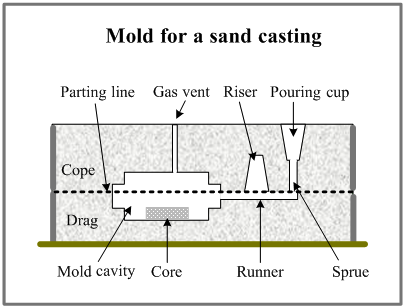 Mold for a sand casting
Parting line
Gas vent
Riser
Pouring cup
Cope
Drag
Mold cavity
Core
Runner
Sprue